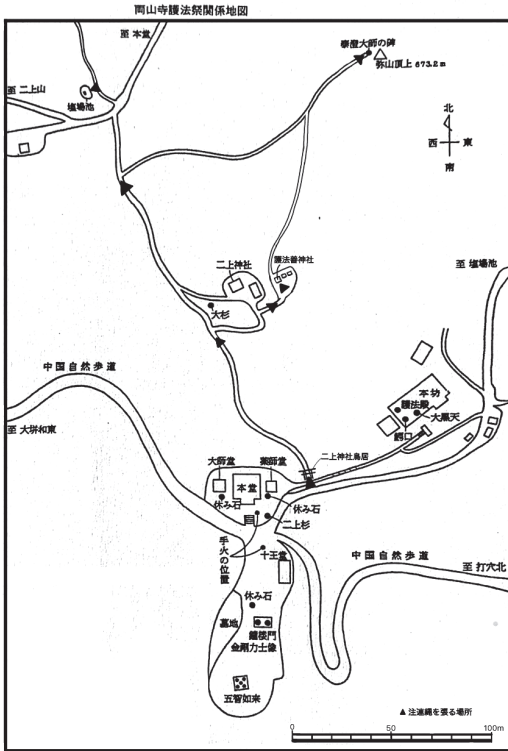 両山寺護法祭関係地図
至 本堂
泰澄大師の碑
弥山頂上 673.2m
至 二上山
塩場池
北
西 東
南
護法善神社
二上神社
至 塩場池
大杉
中国自然歩道
本坊
護法殿
大黒天
鰐口
至 大垪和東
二上神社鳥居
大師堂
薬師堂
本堂
休み石
休み石
二上杉
手火の位置
十王堂
中国自然歩道
至 打穴北
休み石
墓地
鐘楼門
金剛力士像
五智如来
▲ 注連縄を張る場所
0 50 100m